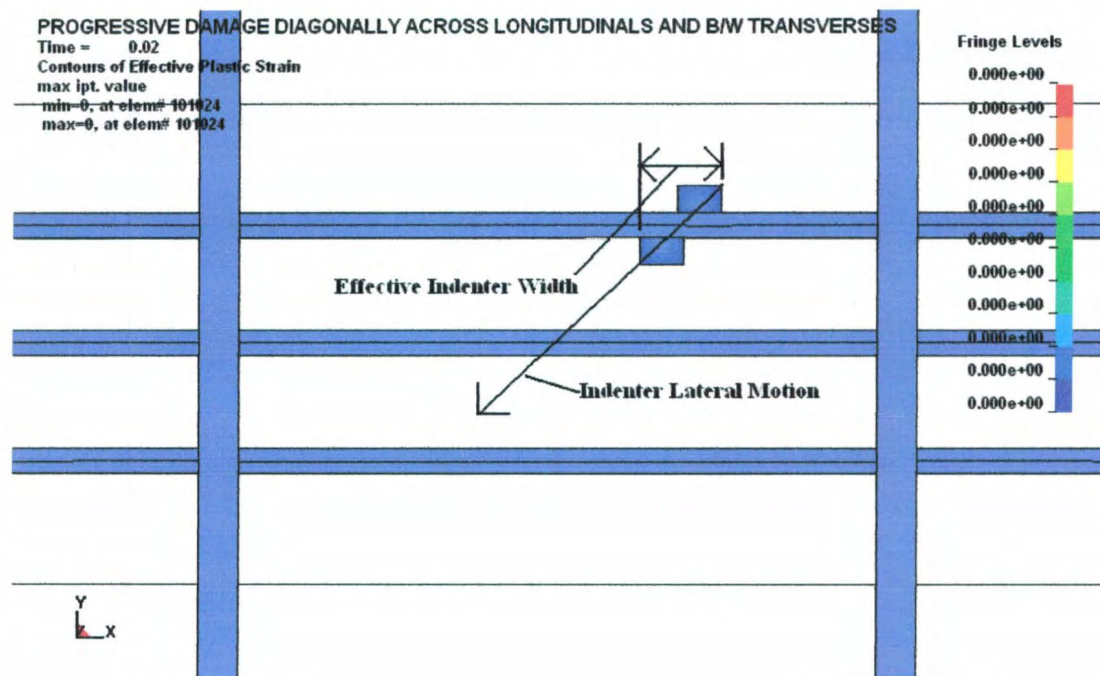 PROGRESSIVE DAMAGE DIAGONALLY ACROSS LONGITUDINALS AND B/W TRANSVERSES
Time = 0.02
Contours of Effective Plastic Strain
max ipt. value
min=0, at elem# 101024
max=0, at elem# 101024
Fringe Levels
0.000e+00
0.000e+00
0.000e+00
0.000e+00
0.000e+00
0.000e+00
0.000e+00
0.000e+00
0.000e+00
0.000e+00
Effective Indenter Width
Indenter Lateral Motion
Y
Z
X